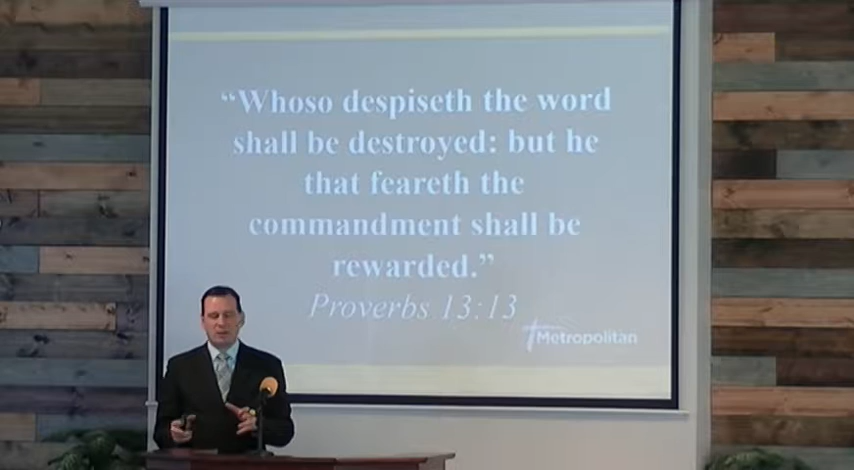 “Whoso despiseth the word
shall be destroyed: but he
that feareth the
commandment shall be
rewarded.”
Proverbs 13:13
Metropolitan